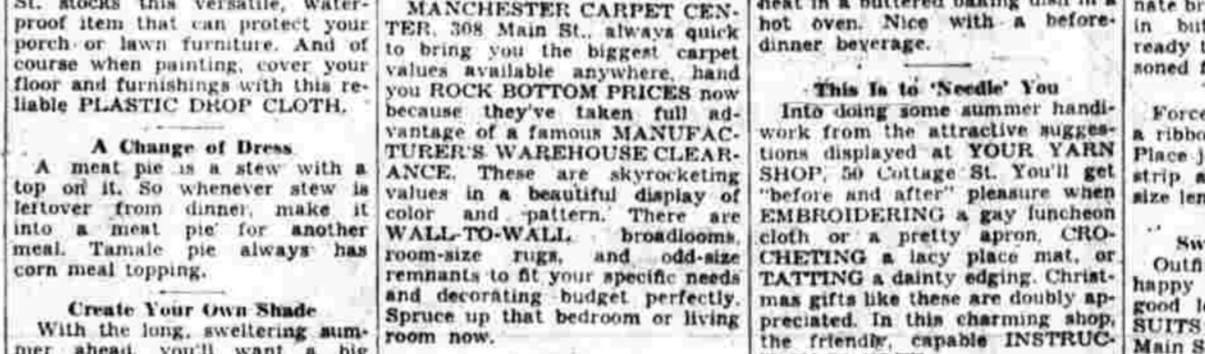 St. stocks this versatile, water-
proof item that can protect your
porch or lawn furniture. And of
course when painting, cover your
floor and furnishings with this re-
liable PLASTIC DROP CLOTH.
A Change of Dress
A meat pie is a stew with a
top on it. So whenever stew is
leftover from dinner, make it
into a meat pie for another
meal. Tamale pie always has
corn meal topping.
Create Your Own Shade
With the long, sweltering sum-
mer ahead, you'll want a big
MANCHESTER CARPET CEN-
TER, 308 Main St., always quick
to bring you the biggest carpet
values available anywhere, hand
you ROCK BOTTOM PRICES now
because they've taken full ad-
vantage of a famous MANUFAC-
TURER'S WAREHOUSE CLEAR-
ANCE. These are skyrocketing
values in a beautiful display of
color and pattern. There are
WALL-TO-WALL broadlooms,
room-size rugs, and odd-size
remnants to fit your specific needs
and decorating budget perfectly.
Spruce up that bedroom or living
room now.
heat in a buttered baking dish in a
hot oven. Nice with a before-
dinner beverage.
This Is to 'Needle' You
Into doing some summer handi-
work from the attractive sugges-
tions displayed at YOUR YARN
SHOP, 50 Cottage St. You'll get
"before and after" pleasure when
EMBROIDERING a gay luncheon
cloth or a pretty apron, CRO-
CHETING a lacy place mat, or
TATTING a dainty edging. Christ-
mas gifts like these are doubly ap-
preciated. In this charming shop,
the friendly, capable INSTRUC-
nate br
in but
ready t
soned f
Force
a ribbo
Place j
strip a
size len
Sw
Outfi
happy
good l
SUITS
Main S